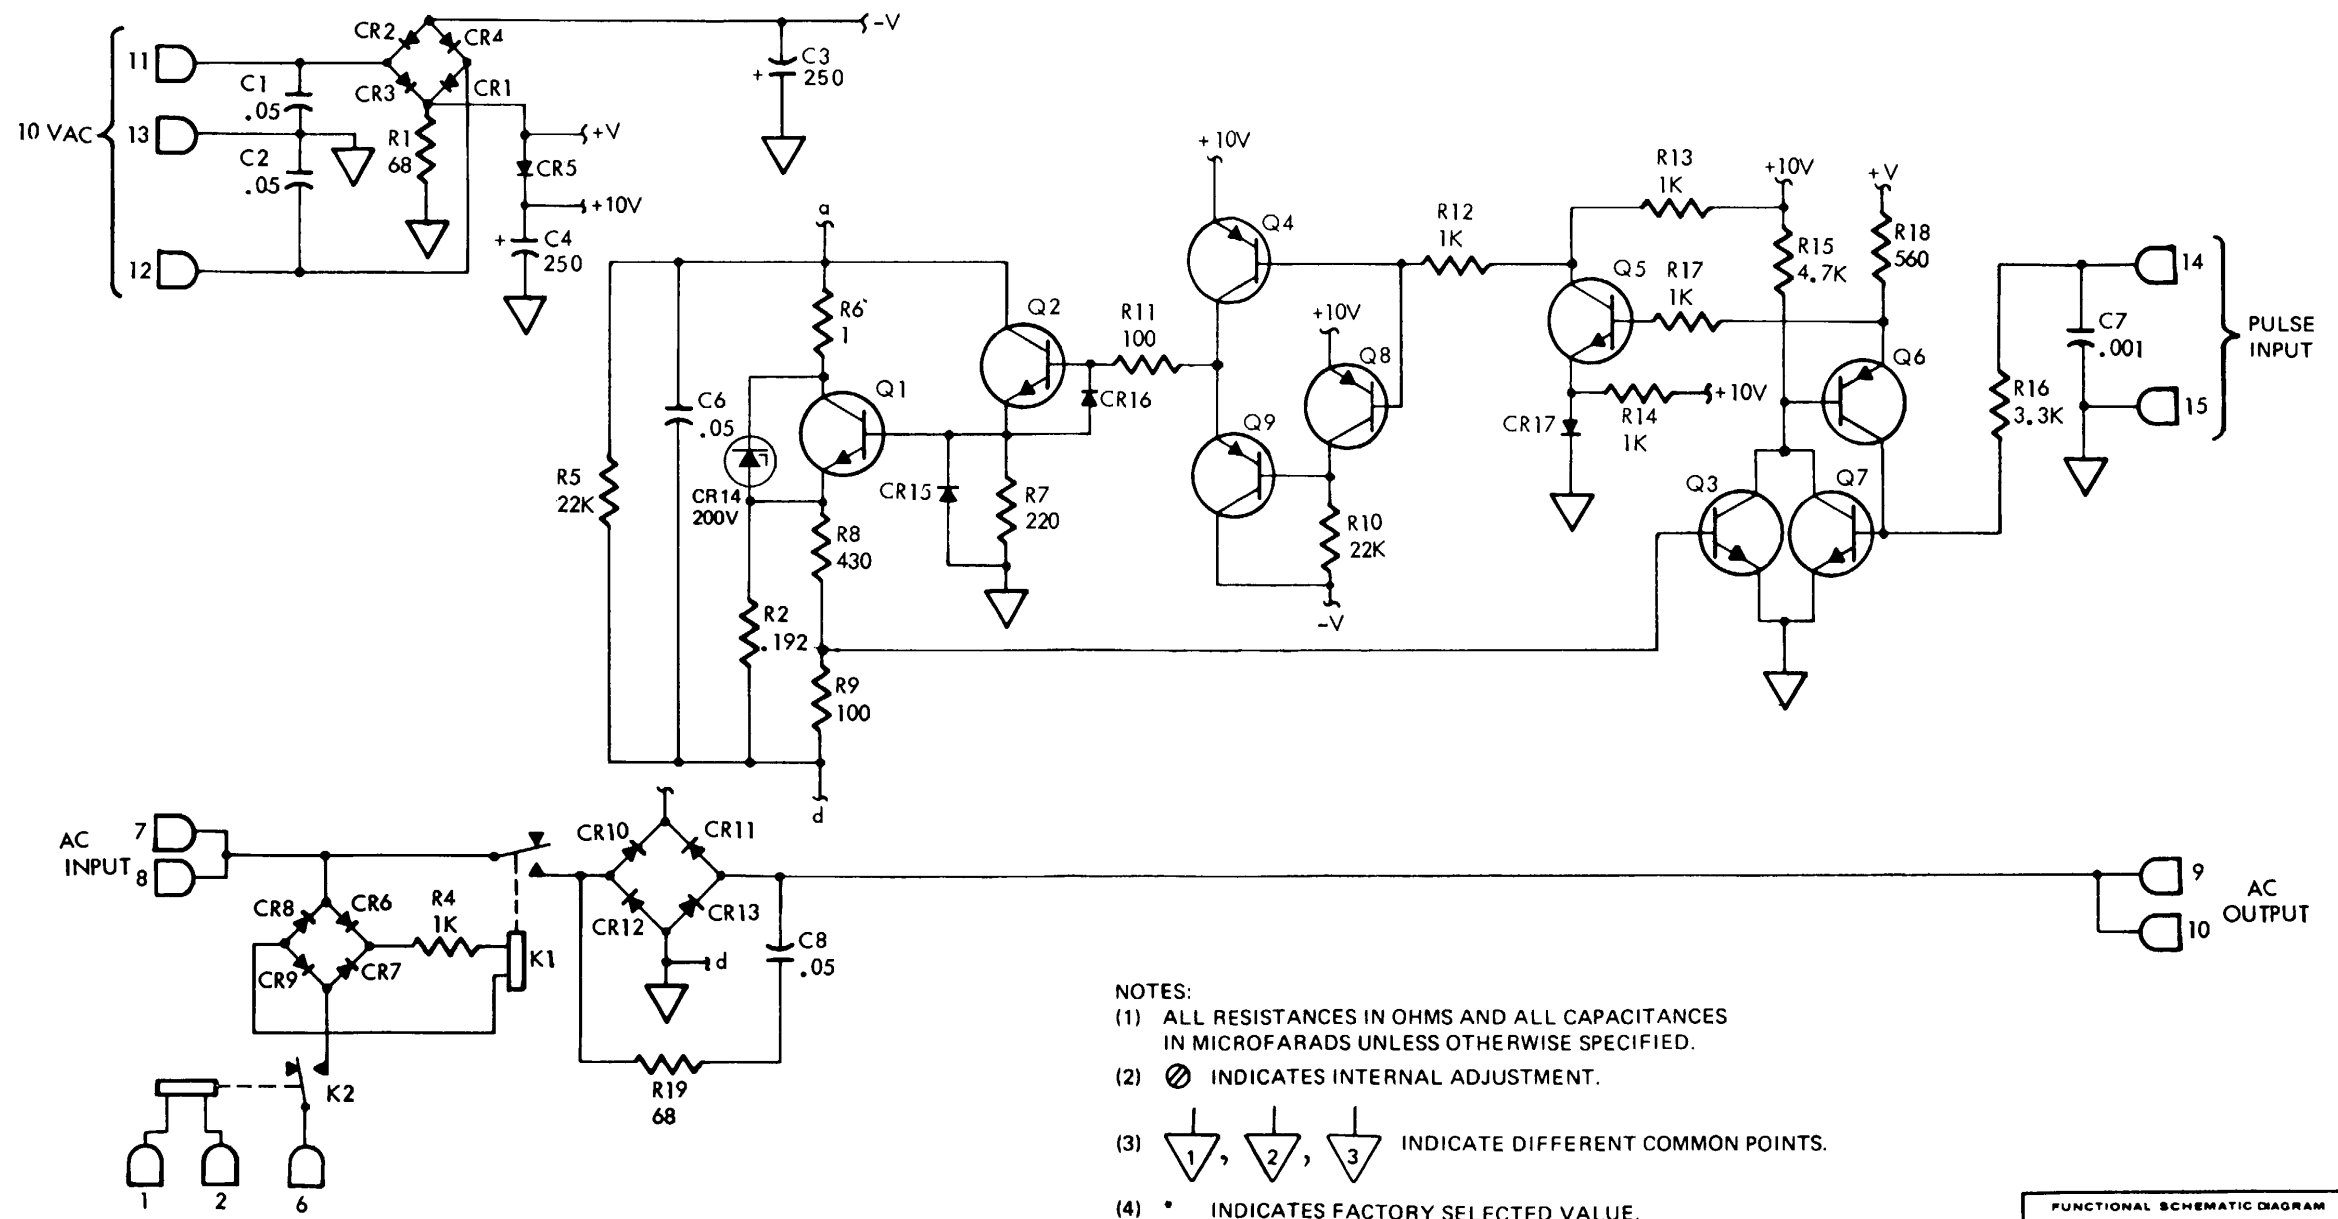 10 VAC
11
13
12
C1
.05
C2
.05
CR2
CR4
CR3
CR1
R1
68
-V
C3
+
250
+V
CR5
+10V
+
C4
250
a
R6
1
R5
22K
C6
.05
CR14
200V
Q1
CR15
R7
220
R8
430
R2
.192
R9
100
d
Q2
CR16
R11
100
+10V
Q4
+10V
Q8
Q9
R10
22K
-V
R12
1K
R13
1K
+10V
+V
Q5
R17
1K
R15
4.7K
R18
560
CR17
R14
1K
+10V
Q6
Q3
Q7
R16
3.3K
C7
.001
14
15
PULSE
INPUT
AC
INPUT
7
8
CR8
CR6
CR9
CR7
R4
1K
K1
K2
1
2
6
CR10
CR11
CR12
CR13
d
C8
.05
R19
68
9
10
AC
OUTPUT
NOTES:
(1) ALL RESISTANCES IN OHMS AND ALL CAPACITANCES
IN MICROFARADS UNLESS OTHERWISE SPECIFIED.
(2) INDICATES INTERNAL ADJUSTMENT.
(3) 1, 2, 3 INDICATE DIFFERENT COMMON POINTS.
(4) * INDICATES FACTORY SELECTED VALUE.
FUNCTIONAL SCHEMATIC DIAGRAM